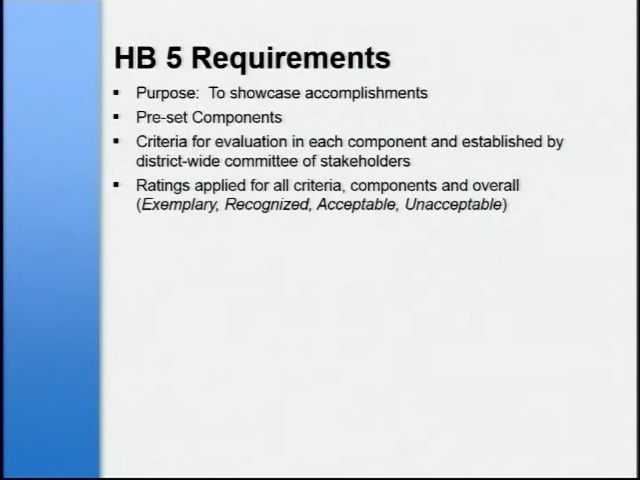 HB 5 Requirements
▪ Purpose: To showcase accomplishments
▪ Pre-set Components
▪ Criteria for evaluation in each component and established by
district-wide committee of stakeholders
▪ Ratings applied for all criteria, components and overall
(Exemplary, Recognized, Acceptable, Unacceptable)